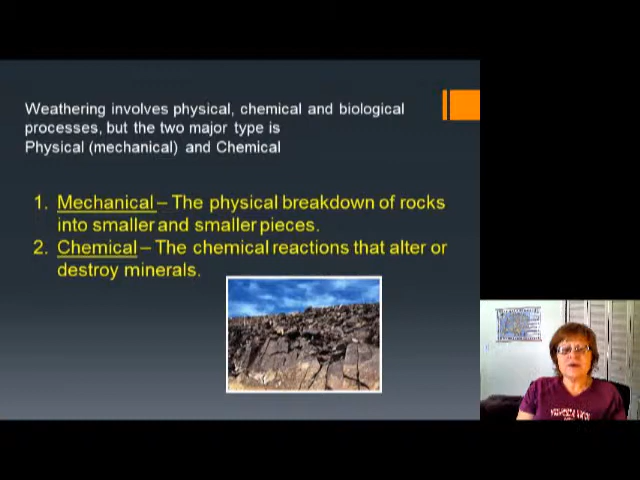 Weathering involves physical, chemical and biological
processes, but the two major type is
Physical (mechanical) and Chemical
1. Mechanical – The physical breakdown of rocks
into smaller and smaller pieces.
2. Chemical – The chemical reactions that alter or
destroy minerals.